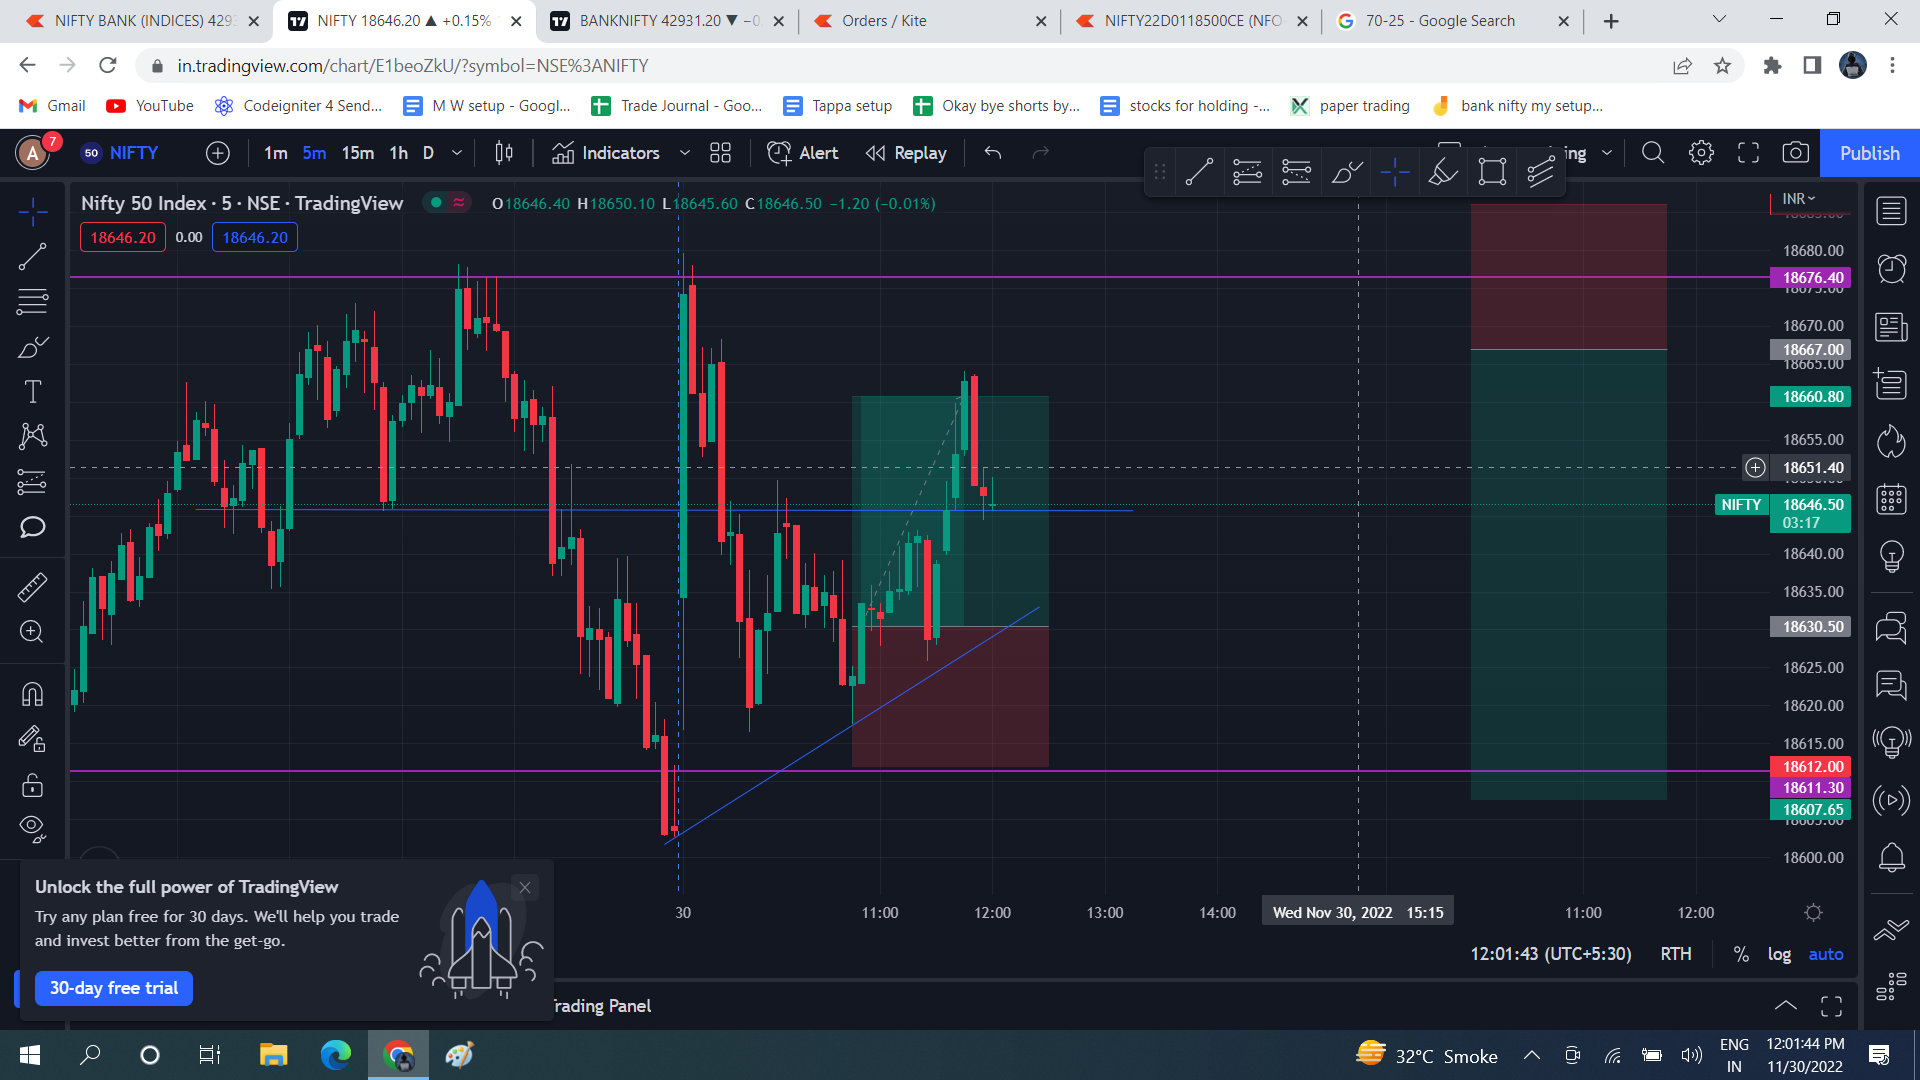 NIFTY BANK (INDICES) 4293
NIFTY 18646.20 ▲ +0.15%
BANKNIFTY 42931.20 ▼ −0
Orders / Kite
NIFTY22D0118500CE (NFO
70-25 - Google Search
in.tradingview.com/chart/E1beoZkU/?symbol=NSE%3ANIFTY
Gmail
YouTube
Codeigniter 4 Send...
M W setup - Googl...
Trade Journal - Goo...
Tappa setup
Okay bye shorts by...
stocks for holding -...
paper trading
bank nifty my setup...
A 7
50 NIFTY
1m 5m 15m 1h D
Indicators
Alert
Replay
Publish
Nifty 50 Index · 5 · NSE · TradingView
O18646.40 H18650.10 L18645.60 C18646.50 −1.20 (−0.01%)
INR
18646.20 0.00 18646.20
18680.00
18676.40
18670.00
18667.00
18665.00
18660.80
18655.00
18651.40
NIFTY 18646.50
03:17
18640.00
18635.00
18630.50
18625.00
18620.00
18615.00
18612.00
18611.30
18607.65
18600.00
30 11:00 12:00 13:00 14:00 Wed Nov 30, 2022 15:15 11:00 12:00
12:01:43 (UTC+5:30) RTH % log auto
Unlock the full power of TradingView
Try any plan free for 30 days. We'll help you trade
and invest better from the get-go.
30-day free trial
Trading Panel
32°C Smoke
ENG
IN
12:01:44 PM
11/30/2022